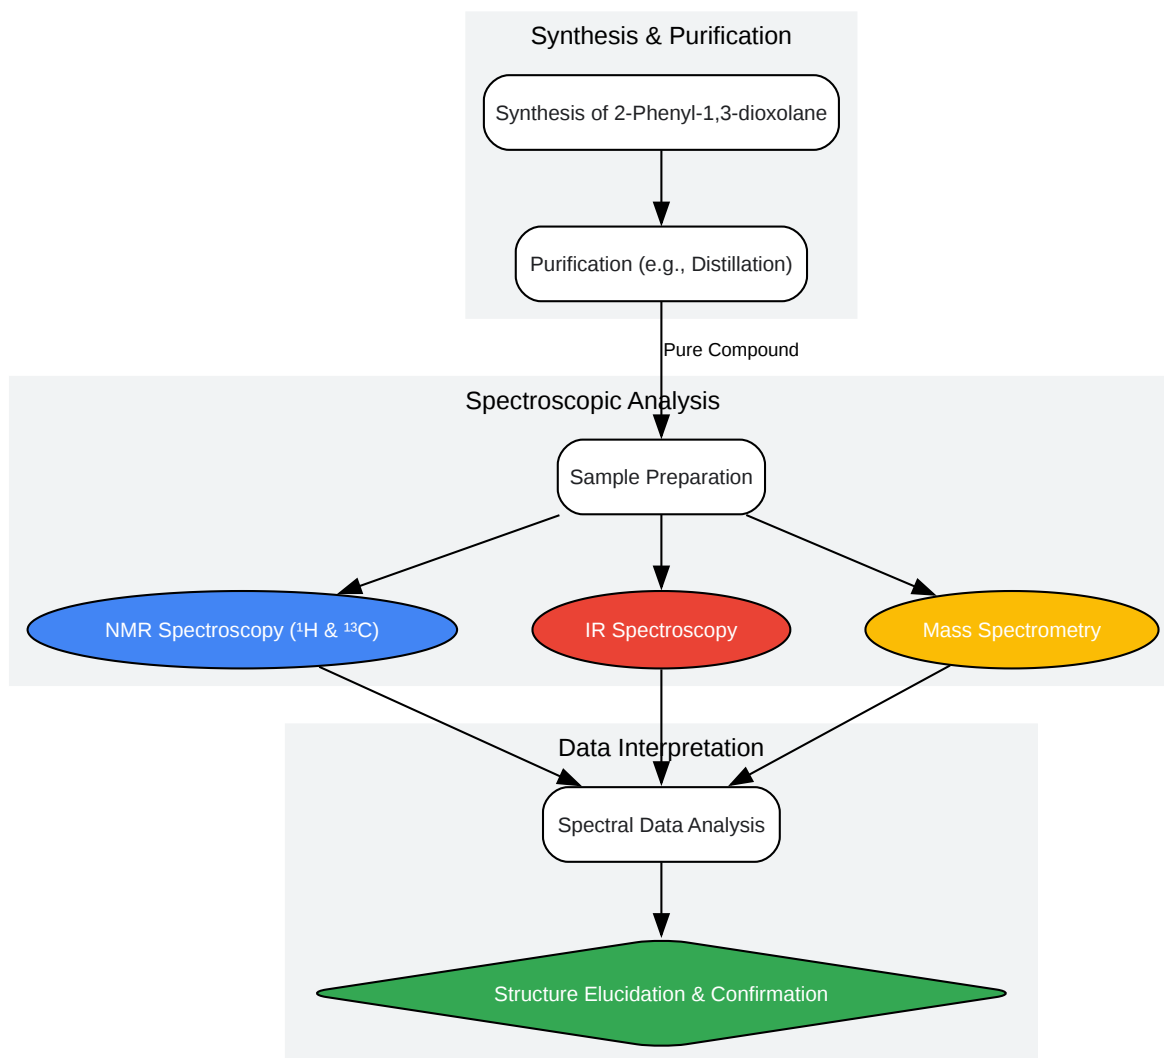 Synthesis & Purification
Synthesis of 2-Phenyl-1,3-dioxolane
Purification (e.g., Distillation)
Pure Compound
Spectroscopic Analysis
Sample Preparation
NMR Spectroscopy (¹H & ¹³C)
IR Spectroscopy
Mass Spectrometry
Data Interpretation
Spectral Data Analysis
Structure Elucidation & Confirmation